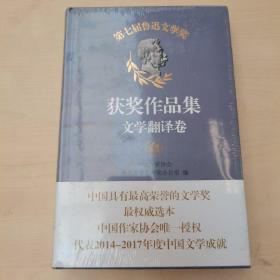 第七届鲁迅文学奖
获奖作品集
文学翻译卷
编
中国具有最高荣誉的文学奖
最权威选本
中国作家协会唯一授权
代表2014-2017年度中国文学成就